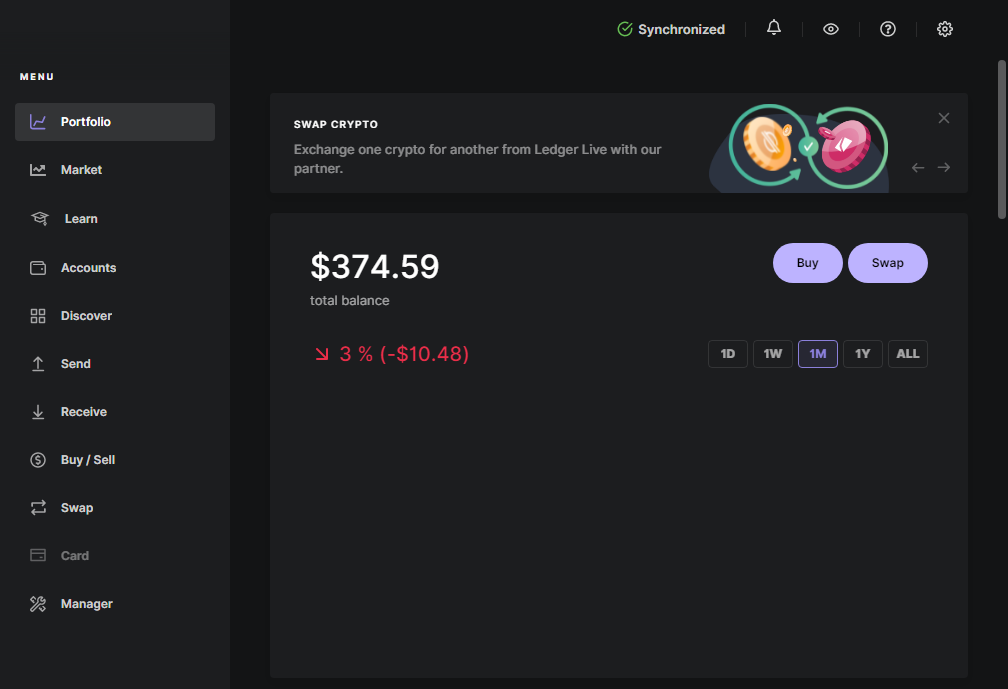 Synchronized
MENU
Portfolio
Market
Learn
Accounts
Discover
Send
Receive
Buy / Sell
Swap
Card
Manager
SWAP CRYPTO
Exchange one crypto for another from Ledger Live with our
partner.
$374.59
total balance
Buy
Swap
3 % (-$10.48)
1D
1W
1M
1Y
ALL